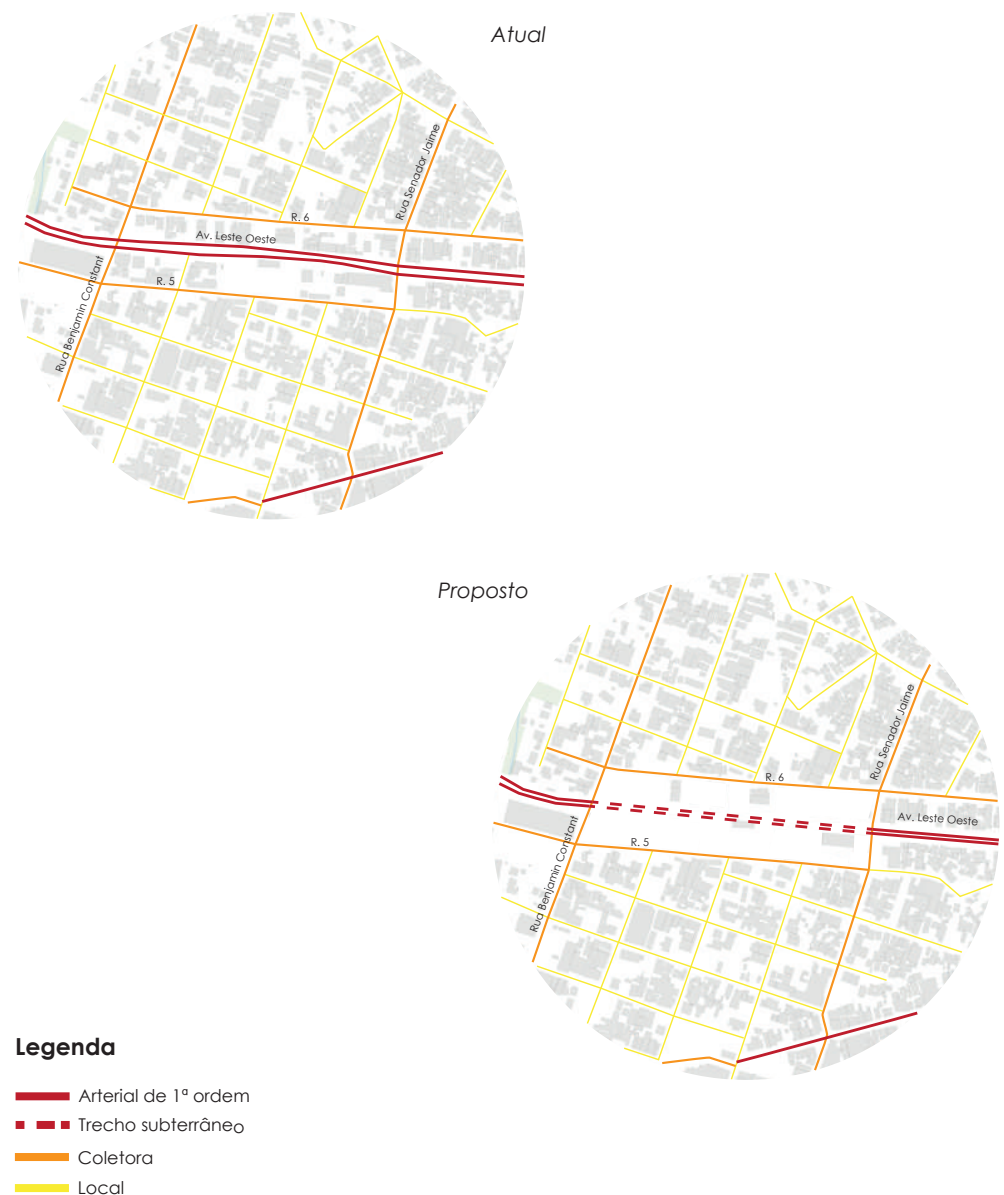 Atual
Rua Senador Jaime
R. 6
Av. Leste Oeste
R. 5
Rua Benjamin Constant
Proposto
Rua Senador Jaime
R. 6
Av. Leste Oeste
R. 5
Rua Benjamin Constant
Legenda
Arterial de 1ª ordem
Trecho subterrâneo
Coletora
Local